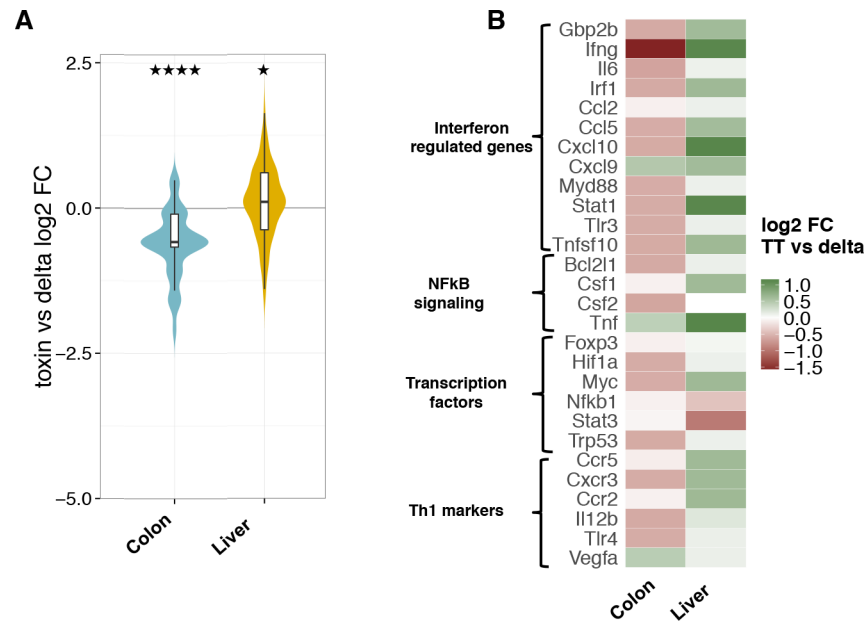 A
toxin vs delta log2 FC
2.5
0.0
−2.5
−5.0
★★★★
★
Colon
Liver
B
Interferon
regulated genes
NFkB
signaling
Transcription
factors
Th1 markers
Gbp2b
Ifng
Il6
Irf1
Ccl2
Ccl5
Cxcl10
Cxcl9
Myd88
Stat1
Tlr3
Tnfsf10
Bcl2l1
Csf1
Csf2
Tnf
Foxp3
Hif1a
Myc
Nfkb1
Stat3
Trp53
Ccr5
Cxcr3
Ccr2
Il12b
Tlr4
Vegfa
Colon
Liver
log2 FC
TT vs delta
1.0
0.5
0.0
−0.5
−1.0
−1.5